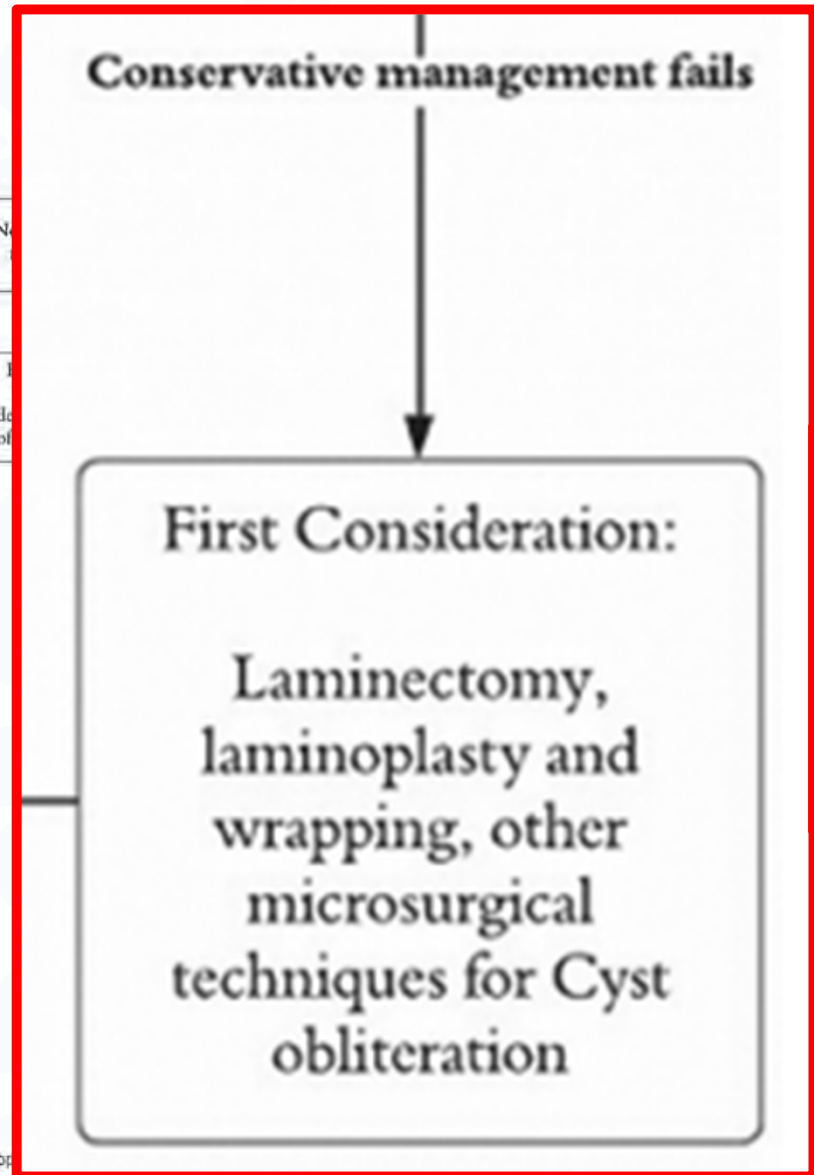 Conservative management fails
First Consideration:
Laminectomy,
laminoplasty and
wrapping, other
microsurgical
techniques for Cyst
obliteration